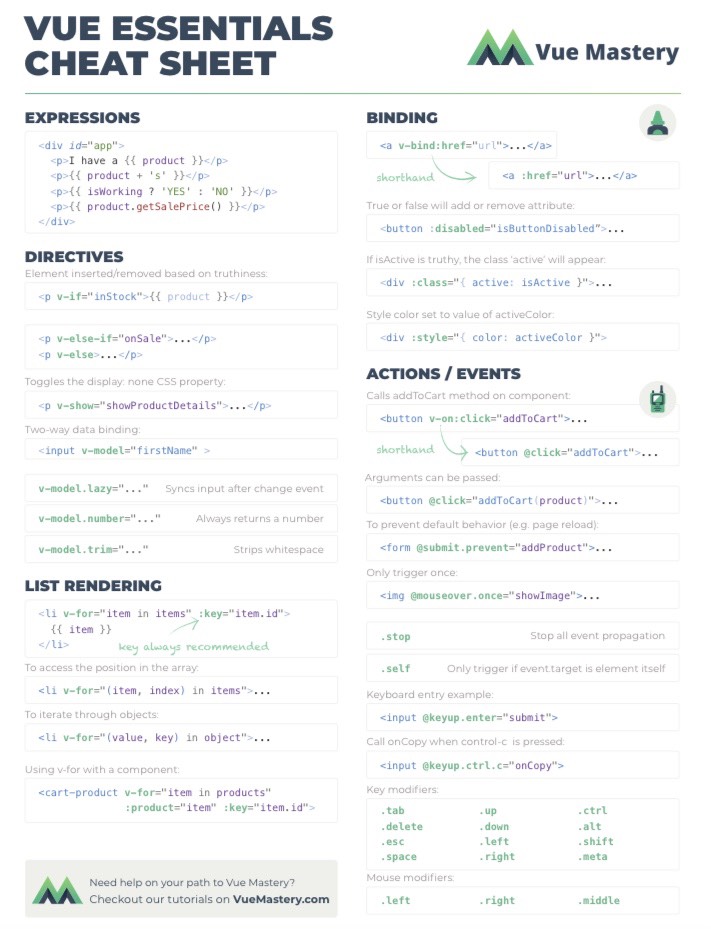 VUE ESSENTIALS
CHEAT SHEET
Vue Mastery
EXPRESSIONS
<div id="app">
<p>I have a {{ product }}</p>
<p>{{ product + 's' }}</p>
<p>{{ isWorking ? 'YES' : 'NO' }}</p>
<p>{{ product.getSalePrice() }}</p>
</div>
DIRECTIVES
Element inserted/removed based on truthiness:
<p v-if="inStock">{{ product }}</p>
<p v-else-if="onSale">...</p>
<p v-else>...</p>
Toggles the display: none CSS property:
<p v-show="showProductDetails">...</p>
Two-way data binding:
<input v-model="firstName" >
v-model.lazy="..." Syncs input after change event
v-model.number="..." Always returns a number
v-model.trim="..." Strips whitespace
LIST RENDERING
<li v-for="item in items" :key="item.id">
{{ item }}
</li>
key always recommended
To access the position in the array:
<li v-for="(item, index) in items">...
To iterate through objects:
<li v-for="(value, key) in object">...
Using v-for with a component:
<cart-product v-for="item in products"
:product="item" :key="item.id">
Need help on your path to Vue Mastery?
Checkout our tutorials on VueMastery.com
BINDING
<a v-bind:href="url">...</a>
shorthand
<a :href="url">...</a>
True or false will add or remove attribute:
<button :disabled="isButtonDisabled">...
If isActive is truthy, the class 'active' will appear:
<div :class="{ active: isActive }">...
Style color set to value of activeColor:
<div :style="{ color: activeColor }">
ACTIONS / EVENTS
Calls addToCart method on component:
<button v-on:click="addToCart">...
shorthand
<button @click="addToCart">...
Arguments can be passed:
<button @click="addToCart(product)">...
To prevent default behavior (e.g. page reload):
<form @submit.prevent="addProduct">...
Only trigger once:
<img @mouseover.once="showImage">...
.stop Stop all event propagation
.self Only trigger if event.target is element itself
Keyboard entry example:
<input @keyup.enter="submit">
Call onCopy when control-c is pressed:
<input @keyup.ctrl.c="onCopy">
Key modifiers:
.tab .up .ctrl
.delete .down .alt
.esc .left .shift
.space .right .meta
Mouse modifiers:
.left .right .middle